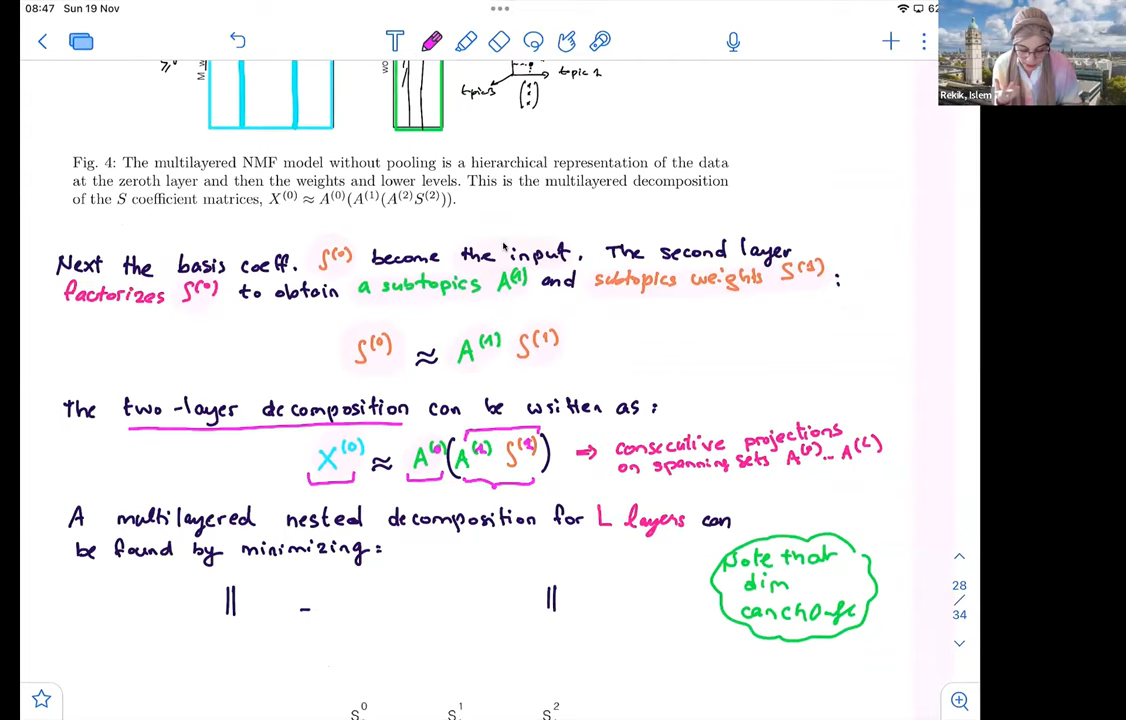 08:47 Sun 19 Nov
62
Rekik, Islem
topic 2
topics
Fig. 4: The multilayered NMF model without pooling is a hierarchical representation of the data
at the zeroth layer and then the weights and lower levels. This is the multilayered decomposition
of the S coefficient matrices, X⁽⁰⁾ ≈ A⁽⁰⁾(A⁽¹⁾(A⁽²⁾S⁽²⁾)).
Next the basis coeff. S⁽⁰⁾ become the input. The second layer
factorizes S⁽⁰⁾ to obtain a subtopics A⁽¹⁾ and subtopics weights S⁽¹⁾:
S⁽⁰⁾ ≈ A⁽¹⁾ S⁽¹⁾
The two-layer decomposition can be written as:
X⁽⁰⁾ ≈ A⁽⁰⁾(A⁽¹⁾ S⁽¹⁾) ⇒ consecutive projections
on spanning sets A⁽⁰⁾... A⁽ᴸ⁾
A multilayered nested decomposition for L layers can
be found by minimizing:
|| - ||
Note that
dim
can change
28
/
34
S⁰ S¹ S²